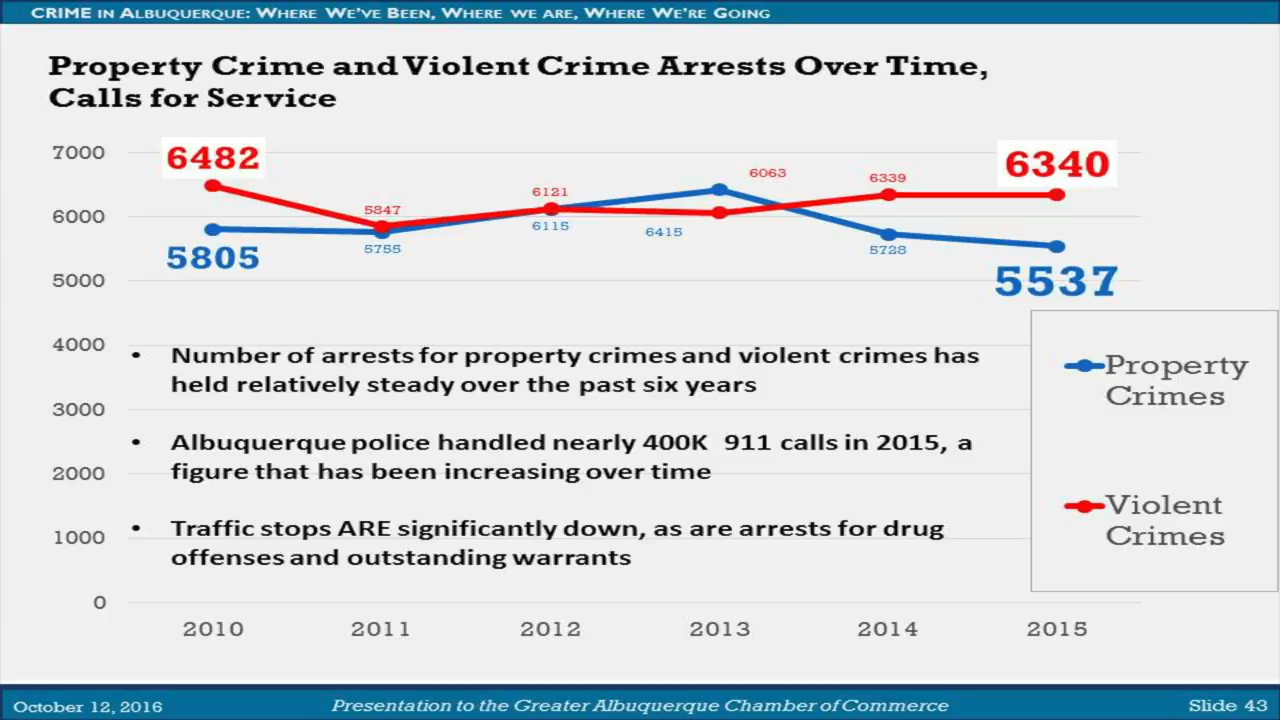 CRIME IN ALBUQUERQUE: WHERE WE'VE BEEN, WHERE WE ARE, WHERE WE'RE GOING
Property Crime and Violent Crime Arrests Over Time,
Calls for Service
7000
6482
6340
6063
6339
6121
5847
6000
5805
5755
6115
6415
5728
5537
5000
4000
• Number of arrests for property crimes and violent crimes has
held relatively steady over the past six years
3000
• Albuquerque police handled nearly 400K 911 calls in 2015, a
figure that has been increasing over time
2000
• Traffic stops ARE significantly down, as are arrests for drug
offenses and outstanding warrants
1000
0
Property
Crimes
Violent
Crimes
2010 2011 2012 2013 2014 2015
October 12, 2016 Presentation to the Greater Albuquerque Chamber of Commerce Slide 43